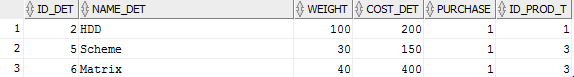 ID_DET NAME_DET WEIGHT COST_DET PURCHASE ID_PROD_T
1 2 HDD 100 200 1 1
2 5 Scheme 30 150 1 3
3 6 Matrix 40 400 1 3